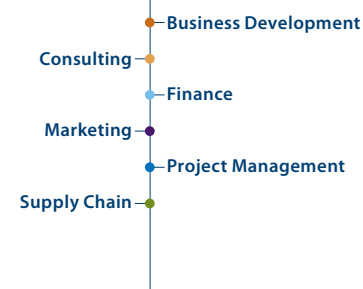 Business Development
Consulting
Finance
Marketing
Project Management
Supply Chain